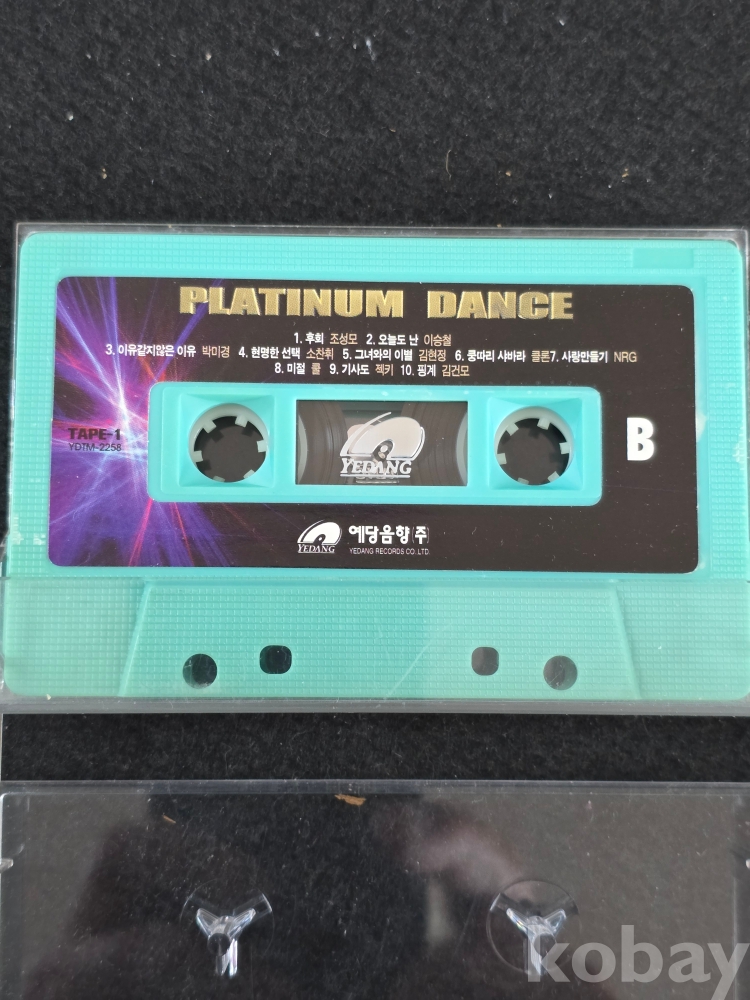 PLATINUM DANCE
1. 후회 조성모 2. 오늘도 난 이승철
3. 이유같지않은 이유 박미경 4. 현명한 선택 소찬휘 5. 그녀와의 이별 김현정 6. 쿵따리 샤바라 클론7. 사랑만들기 NRG
8. 미절 쿨 9. 기사도 젝키 10. 핑계 김건모
TAPE-1
YDTM-2258
B
YEDANG
YEDANG
예당음향(주)
YEDANG RECORDS CO. LTD.
kobay